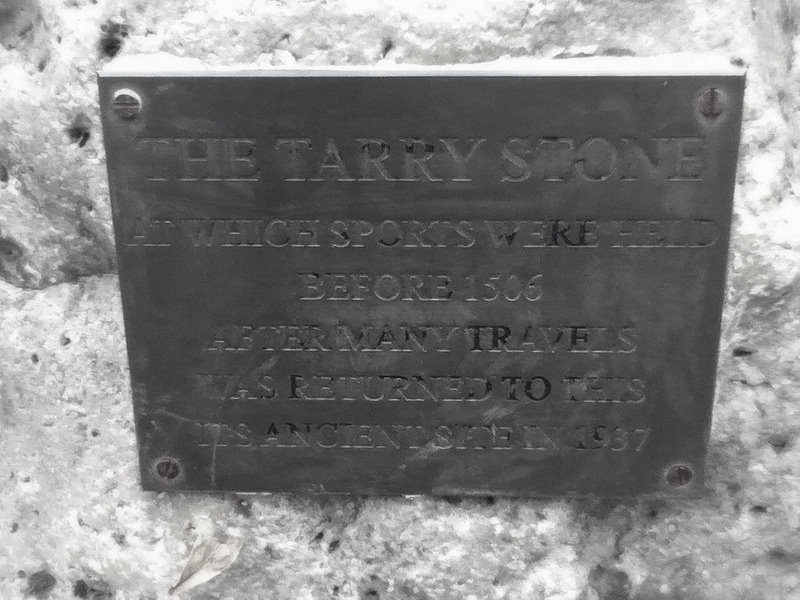 THE TARRY STONE
AT WHICH SPORTS WERE HELD
BEFORE 1506
AFTER MANY TRAVELS
WAS RETURNED TO THIS
ITS ANCIENT SITE IN 1937